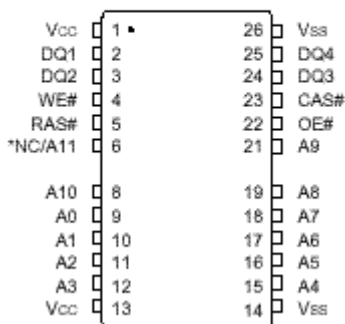 Vcc 1 26 Vss
DQ1 2 25 DQ4
DQ2 3 24 DQ3
WE# 4 23 CAS#
RAS# 5 22 OE#
*NC/A11 6 21 A9
A10 8 19 A8
A0 9 18 A7
A1 10 17 A6
A2 11 16 A5
A3 12 15 A4
Vcc 13 14 Vss